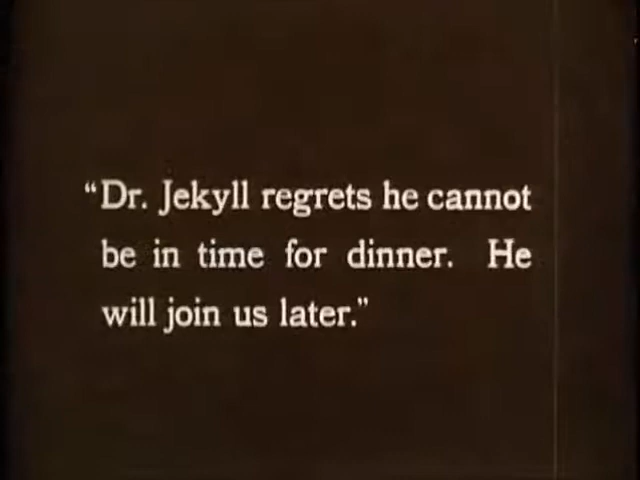 “Dr. Jekyll regrets he cannot
be in time for dinner. He
will join us later.”